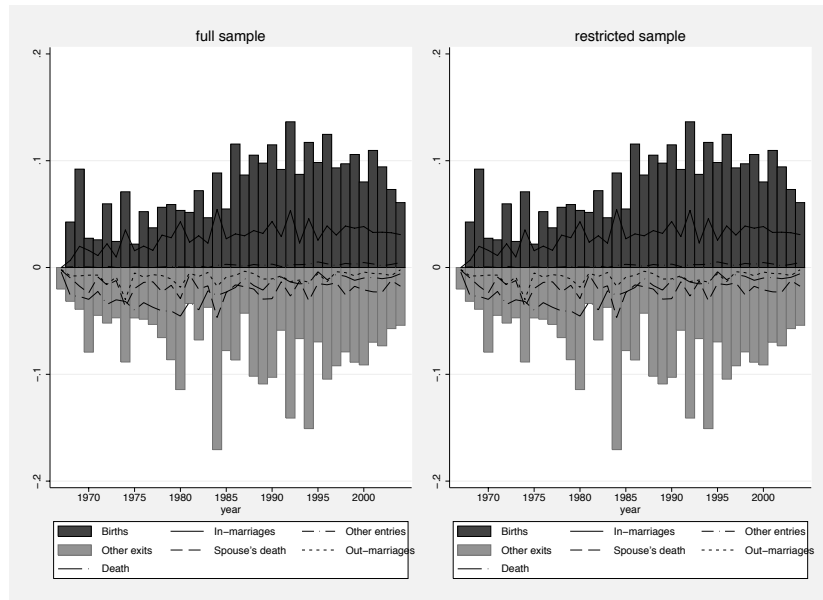 full sample
.2
.1
0
-.1
-.2
1970 1975 1980 1985 1990 1995 2000
year
Births In-marriages Other entries
Other exits Spouse's death Out-marriages
Death
restricted sample
.2
.1
0
-.1
-.2
1970 1975 1980 1985 1990 1995 2000
year
Births In-marriages Other entries
Other exits Spouse's death Out-marriages
Death